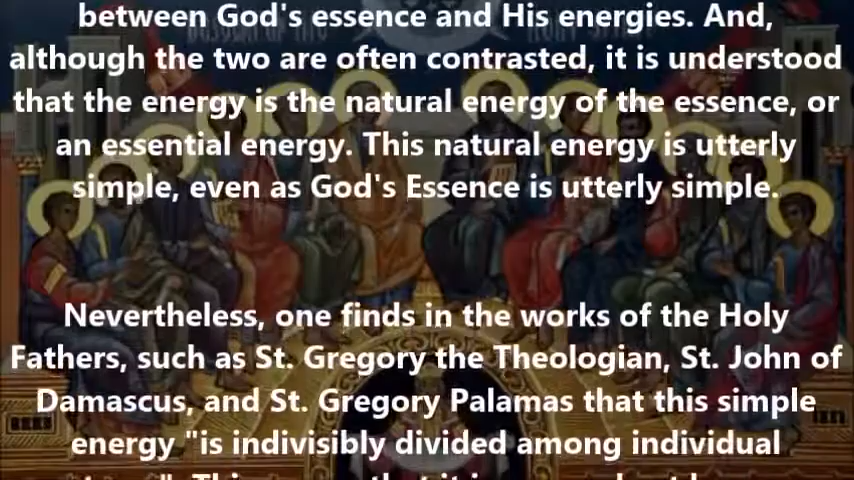 between God's essence and His energies. And,
although the two are often contrasted, it is understood
that the energy is the natural energy of the essence, or
an essential energy. This natural energy is utterly
simple, even as God's Essence is utterly simple.
Nevertheless, one finds in the works of the Holy
Fathers, such as St. Gregory the Theologian, St. John of
Damascus, and St. Gregory Palamas that this simple
energy "is indivisibly divided among individual